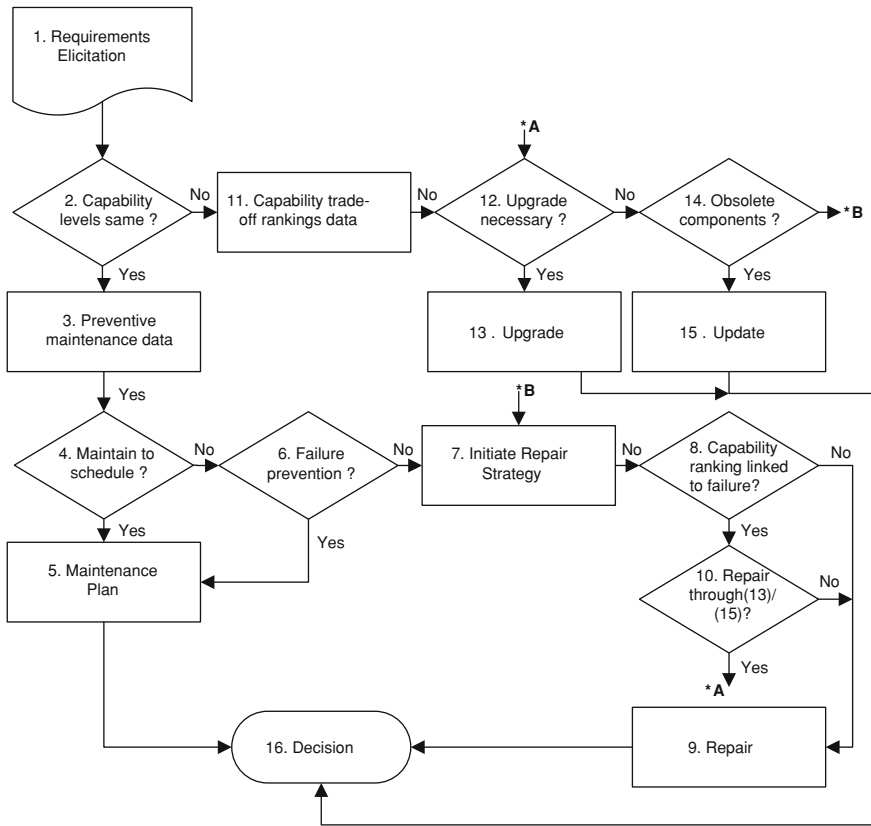 1. Requirements
Elicitation
*A
2. Capability
levels same ?
No
11. Capability trade-
off rankings data
No
12. Upgrade
necessary ?
No
14. Obsolete
components ?
*B
Yes
Yes
Yes
3. Preventive
maintenance data
13 . Upgrade
15 . Update
Yes
*B
4. Maintain to
schedule ?
No
6. Failure
prevention ?
No
7. Initiate Repair
Strategy
No
8. Capability
ranking linked
to failure?
No
Yes
Yes
Yes
5. Maintenance
Plan
10. Repair
through(13)/
(15)?
No
Yes
*A
16. Decision
9. Repair